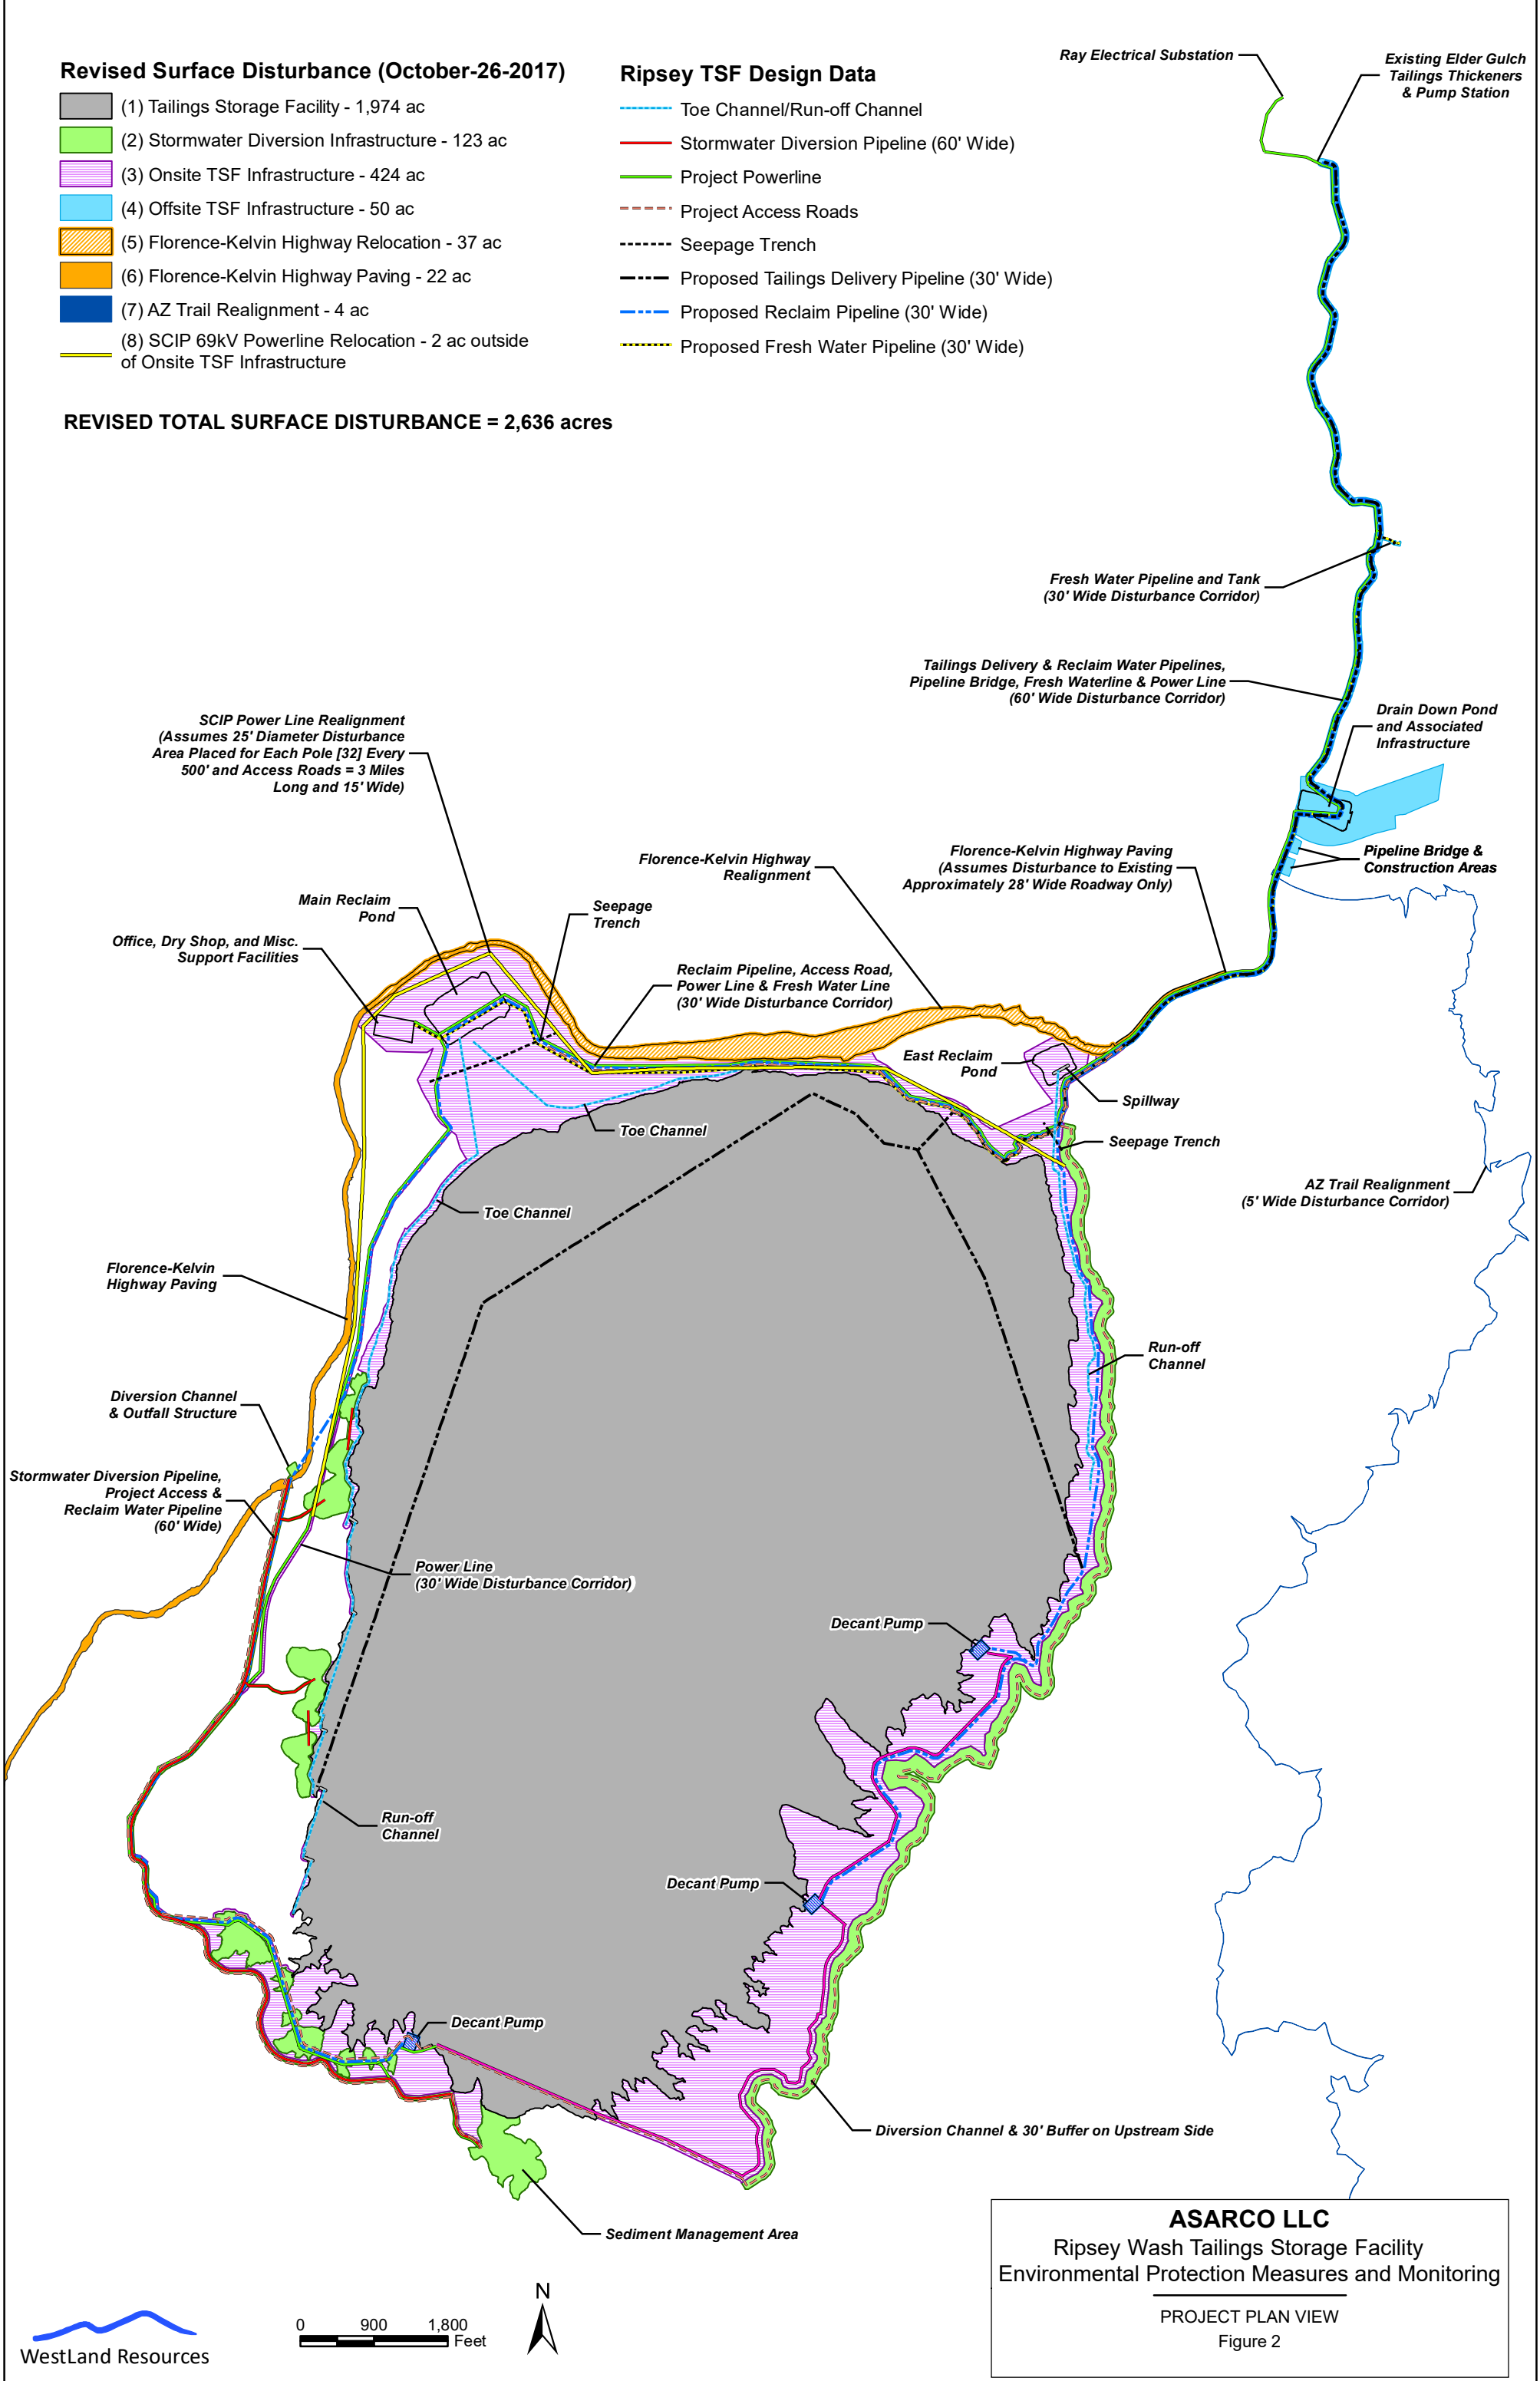 Revised Surface Disturbance (October-26-2017)
(1) Tailings Storage Facility - 1,974 ac
(2) Stormwater Diversion Infrastructure - 123 ac
(3) Onsite TSF Infrastructure - 424 ac
(4) Offsite TSF Infrastructure - 50 ac
(5) Florence-Kelvin Highway Relocation - 37 ac
(6) Florence-Kelvin Highway Paving - 22 ac
(7) AZ Trail Realignment - 4 ac
(8) SCIP 69kV Powerline Relocation - 2 ac outside
of Onsite TSF Infrastructure
REVISED TOTAL SURFACE DISTURBANCE = 2,636 acres
Ripsey TSF Design Data
Toe Channel/Run-off Channel
Stormwater Diversion Pipeline (60' Wide)
Project Powerline
Project Access Roads
Seepage Trench
Proposed Tailings Delivery Pipeline (30' Wide)
Proposed Reclaim Pipeline (30' Wide)
Proposed Fresh Water Pipeline (30' Wide)
Ray Electrical Substation
Existing Elder Gulch
Tailings Thickeners
& Pump Station
Fresh Water Pipeline and Tank
(30' Wide Disturbance Corridor)
Tailings Delivery & Reclaim Water Pipelines,
Pipeline Bridge, Fresh Waterline & Power Line
(60' Wide Disturbance Corridor)
Drain Down Pond
and Associated
Infrastructure
SCIP Power Line Realignment
(Assumes 25' Diameter Disturbance
Area Placed for Each Pole [32] Every
500' and Access Roads = 3 Miles
Long and 15' Wide)
Florence-Kelvin Highway
Realignment
Florence-Kelvin Highway Paving
(Assumes Disturbance to Existing
Approximately 28' Wide Roadway Only)
Pipeline Bridge &
Construction Areas
Main Reclaim
Pond
Seepage
Trench
Office, Dry Shop, and Misc.
Support Facilities
Reclaim Pipeline, Access Road,
Power Line & Fresh Water Line
(30' Wide Disturbance Corridor)
East Reclaim
Pond
Spillway
Toe Channel
Seepage Trench
AZ Trail Realignment
(5' Wide Disturbance Corridor)
Toe Channel
Florence-Kelvin
Highway Paving
Run-off
Channel
Diversion Channel
& Outfall Structure
Stormwater Diversion Pipeline,
Project Access &
Reclaim Water Pipeline
(60' Wide)
Power Line
(30' Wide Disturbance Corridor)
Decant Pump
Run-off
Channel
Decant Pump
Decant Pump
Diversion Channel & 30' Buffer on Upstream Side
Sediment Management Area
ASARCO LLC
Ripsey Wash Tailings Storage Facility
Environmental Protection Measures and Monitoring
PROJECT PLAN VIEW
Figure 2
WestLand Resources
0 900 1,800
Feet
N